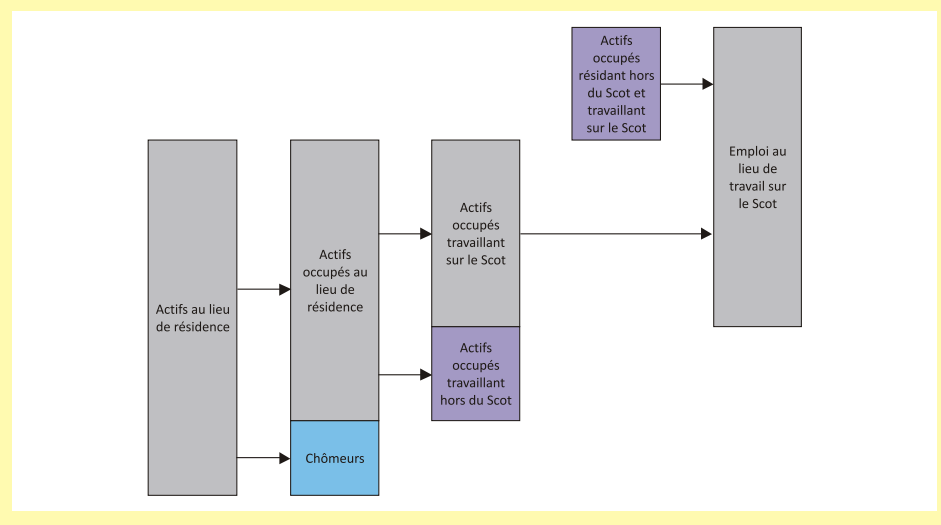 Actifs
occupés
résidant hors
du Scot et
travaillant
sur le Scot
Emploi au
lieu de
travail sur
le Scot
Actifs
occupés
travaillant
sur le Scot
Actifs
occupés au
lieu de
résidence
Actifs au lieu
de résidence
Actifs
occupés
travaillant
hors du Scot
Chômeurs